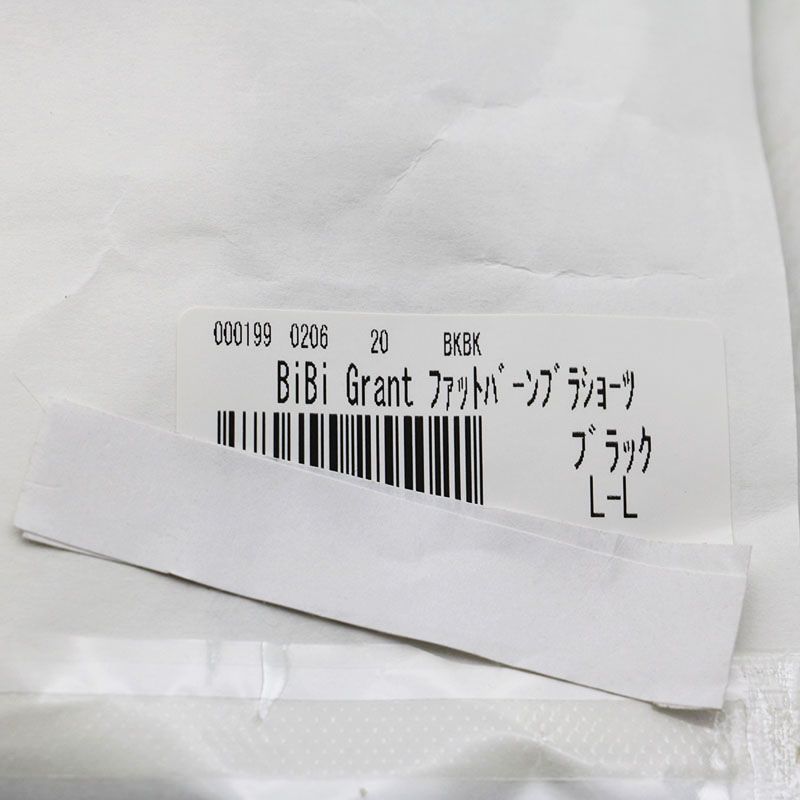 000199 0206 20 BKBK
BiBi Grant ﾌｧｯﾄﾊﾞｰﾝﾌﾞﾗｼｮｰﾂ
ﾌﾞﾗｯｸ
L-L